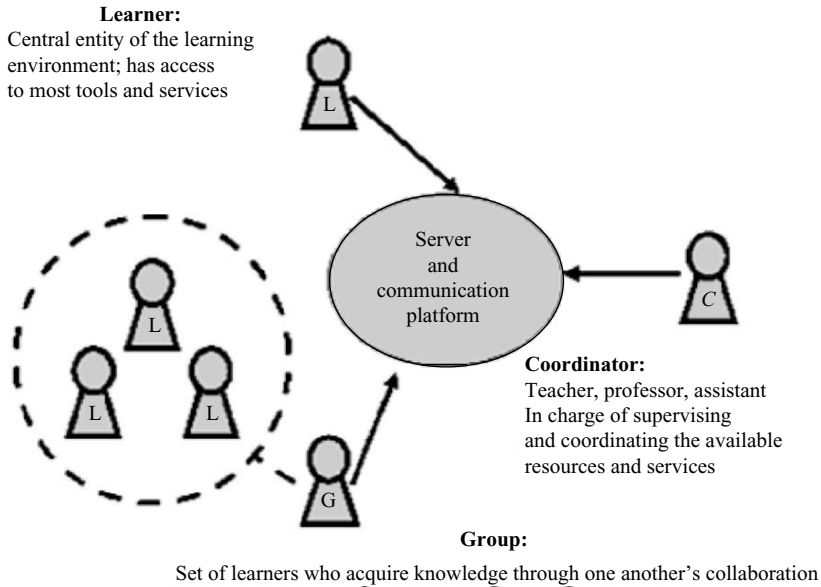 Learner:
Central entity of the learning
environment; has access
to most tools and services
L
Server
and
communication
platform
C
L
L
L
Coordinator:
Teacher, professor, assistant
In charge of supervising
and coordinating the available
resources and services
G
Group:
Set of learners who acquire knowledge through one another’s collaboration